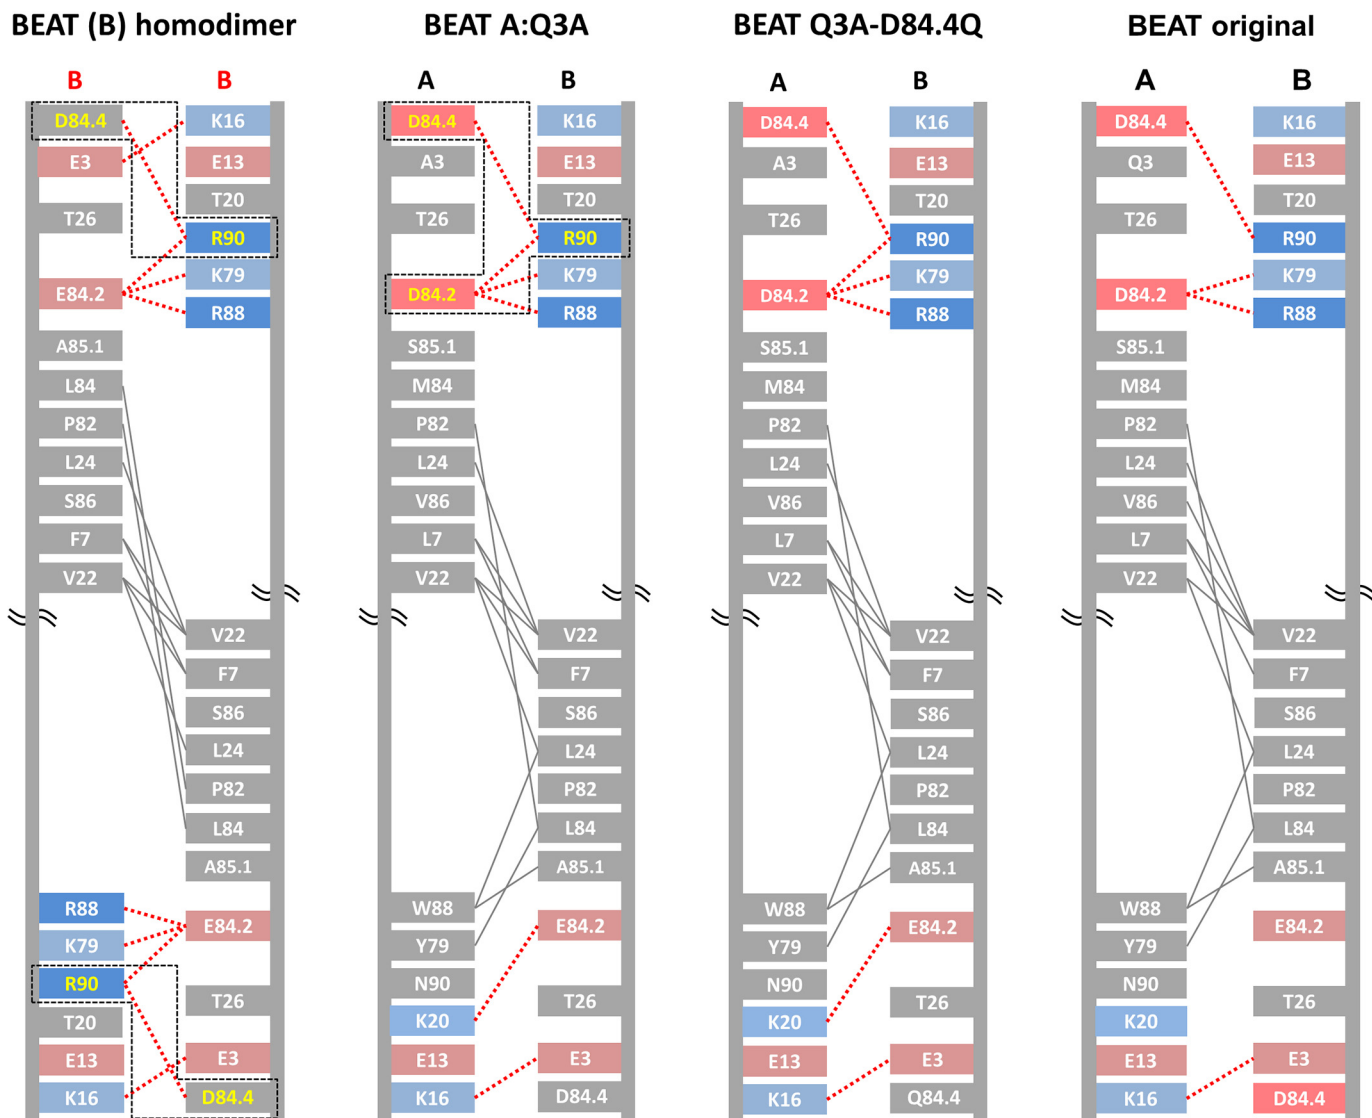 BEAT (B) homodimer
B
B
D84.4
E3
T26
E84.2
A85.1
L84
P82
L24
S86
F7
V22
R88
K79
R90
T20
E13
K16
K16
E13
T20
R90
K79
R88
V22
F7
S86
L24
P82
L84
A85.1
E84.2
T26
E3
D84.4
BEAT A:Q3A
A
B
D84.4
A3
T26
D84.2
S85.1
M84
P82
L24
V86
L7
V22
W88
Y79
N90
K20
E13
K16
K16
E13
T20
R90
K79
R88
V22
F7
S86
L24
P82
L84
A85.1
E84.2
T26
E3
D84.4
BEAT Q3A-D84.4Q
A
B
D84.4
A3
T26
D84.2
S85.1
M84
P82
L24
V86
L7
V22
W88
Y79
N90
K20
E13
K16
K16
E13
T20
R90
K79
R88
V22
F7
S86
L24
P82
L84
A85.1
E84.2
T26
E3
Q84.4
BEAT original
A
B
D84.4
Q3
T26
D84.2
S85.1
M84
P82
L24
V86
L7
V22
W88
Y79
N90
K20
E13
K16
K16
E13
T20
R90
K79
R88
V22
F7
S86
L24
P82
L84
A85.1
E84.2
T26
E3
D84.4